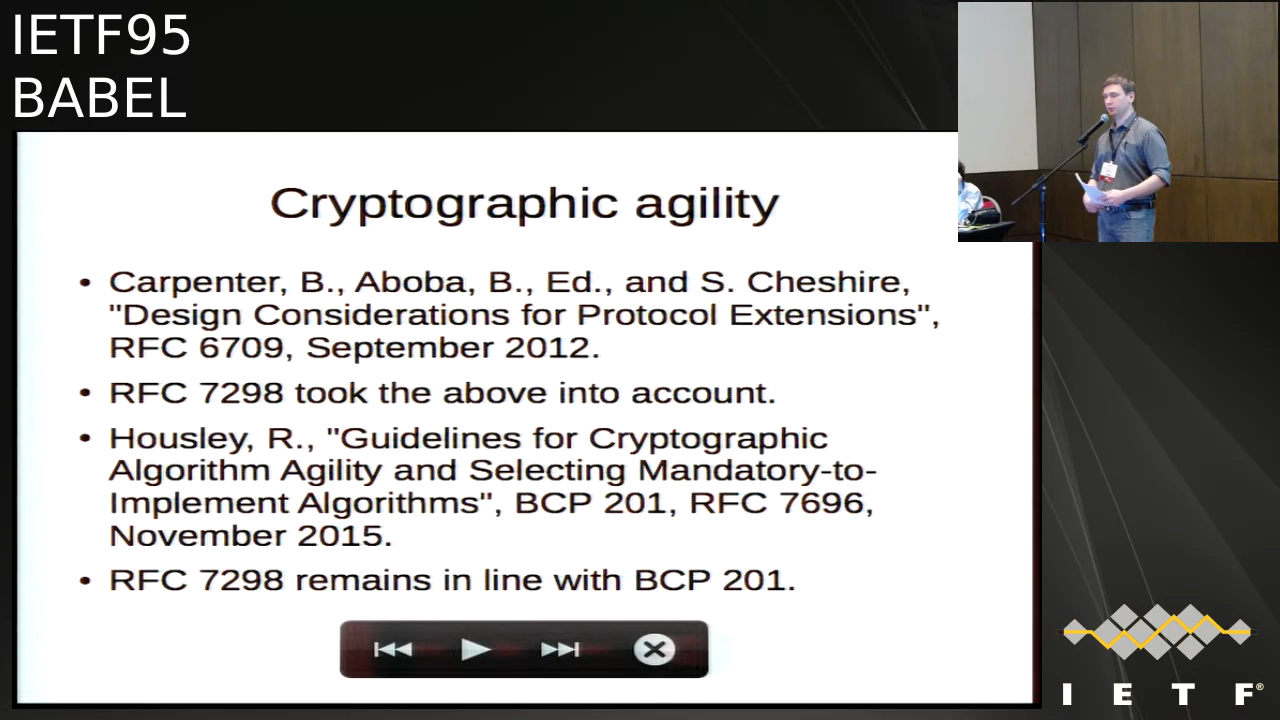 IETF95
BABEL
Cryptographic agility
• Carpenter, B., Aboba, B., Ed., and S. Cheshire,
"Design Considerations for Protocol Extensions",
RFC 6709, September 2012.
• RFC 7298 took the above into account.
• Housley, R., "Guidelines for Cryptographic
Algorithm Agility and Selecting Mandatory-to-
Implement Algorithms", BCP 201, RFC 7696,
November 2015.
• RFC 7298 remains in line with BCP 201.
I E T F®